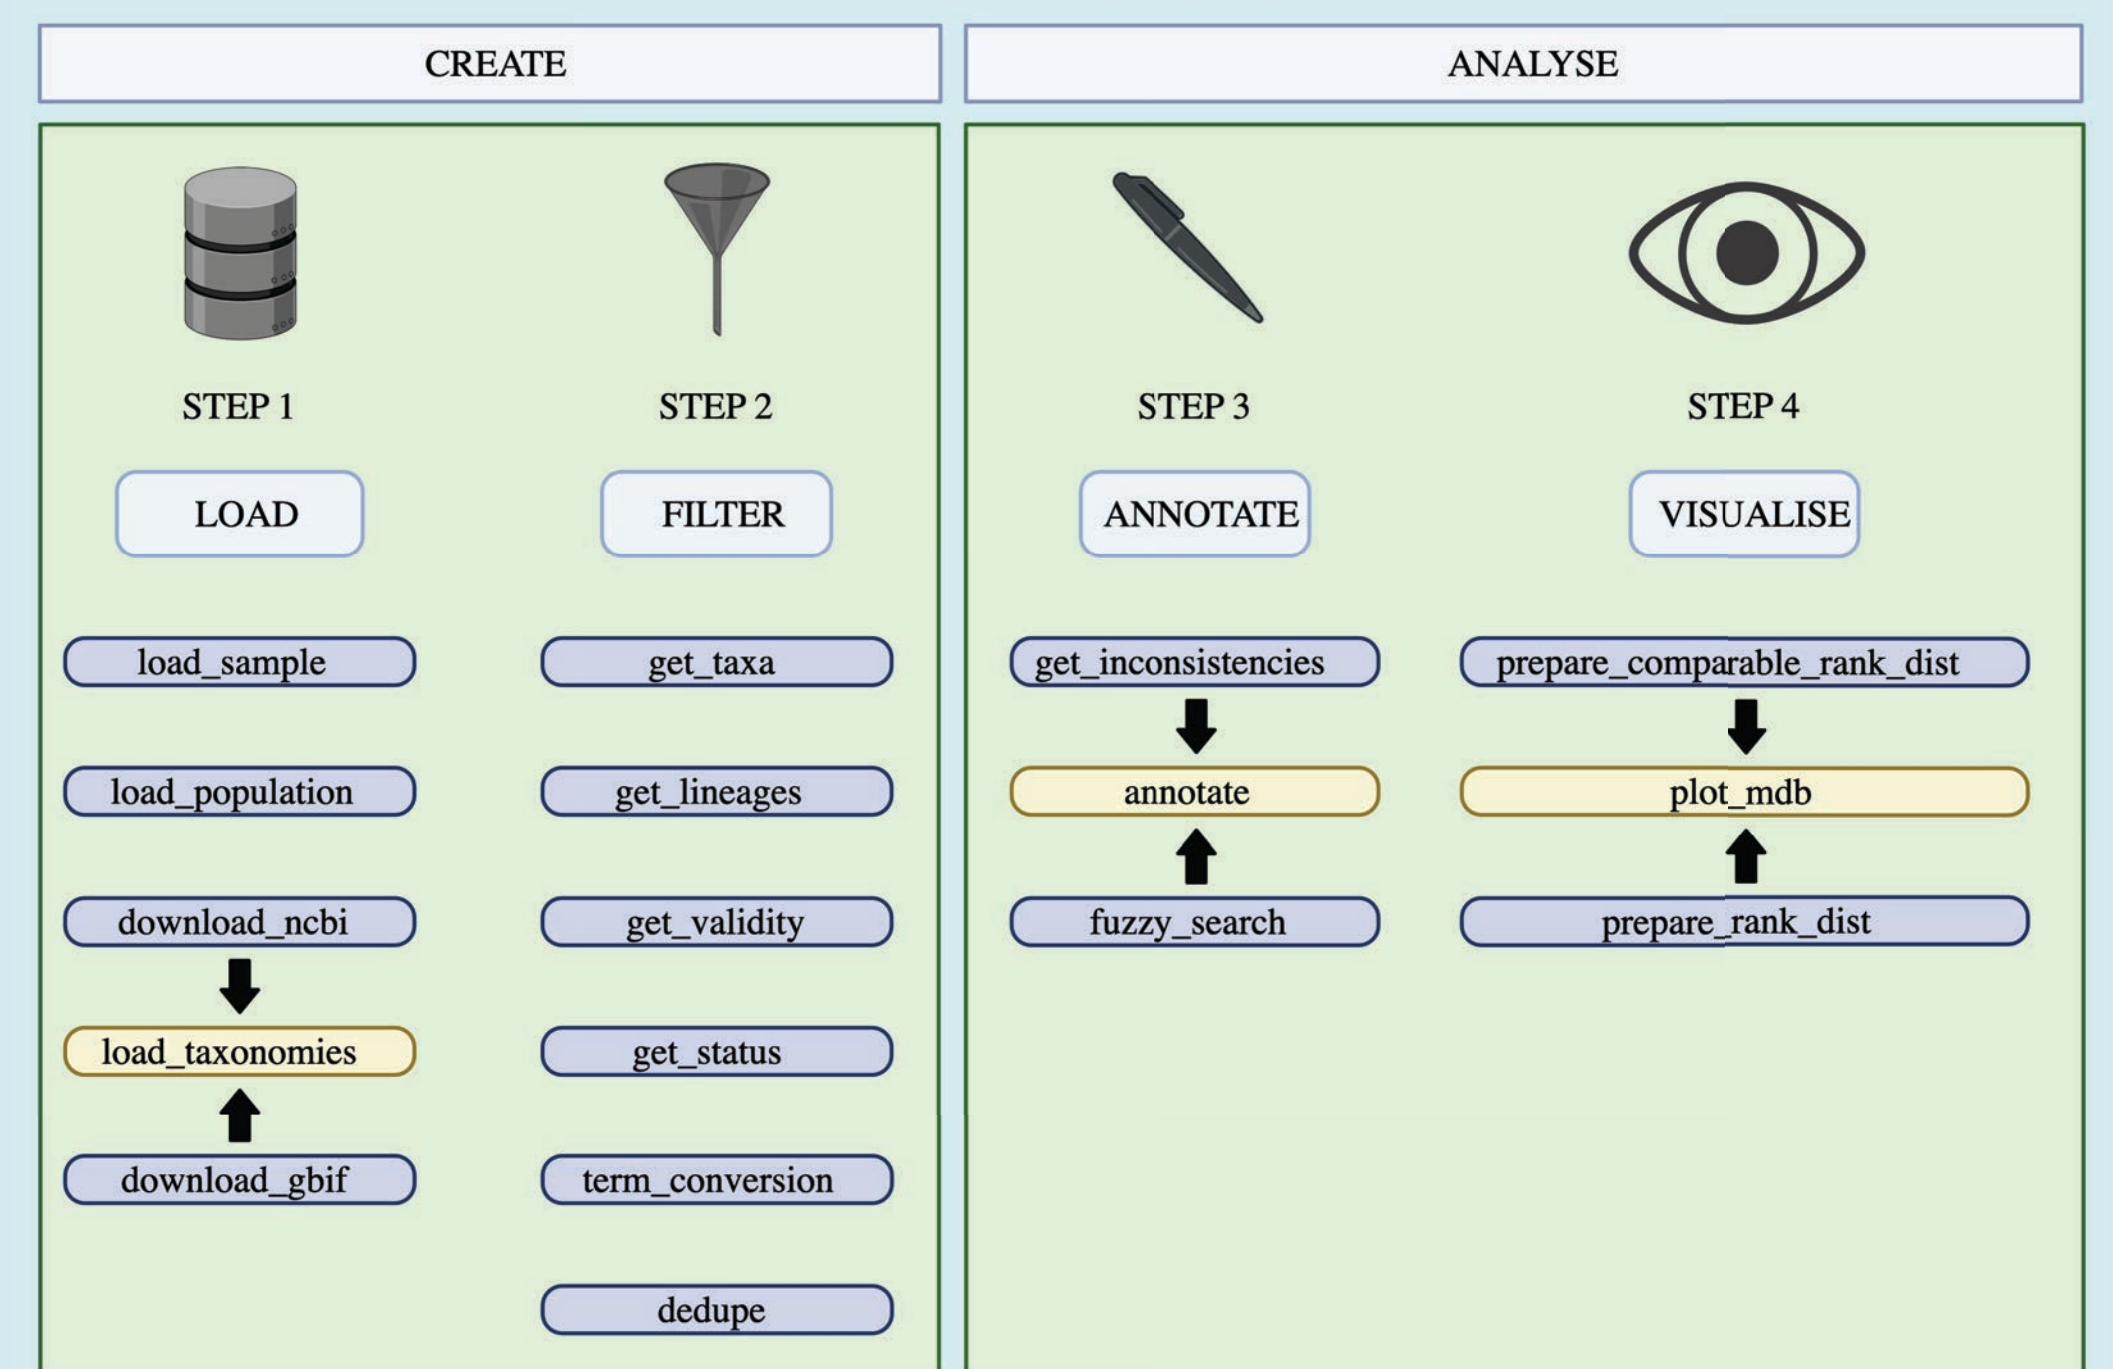 CREATE
ANALYSE
STEP 1
STEP 2
STEP 3
STEP 4
LOAD
FILTER
ANNOTATE
VISUALISE
load_sample
get_taxa
get_inconsistencies
prepare_comparable_rank_dist
load_population
get_lineages
annotate
plot_mdb
download_ncbi
get_validity
fuzzy_search
prepare_rank_dist
load_taxonomies
get_status
download_gbif
term_conversion
dedupe